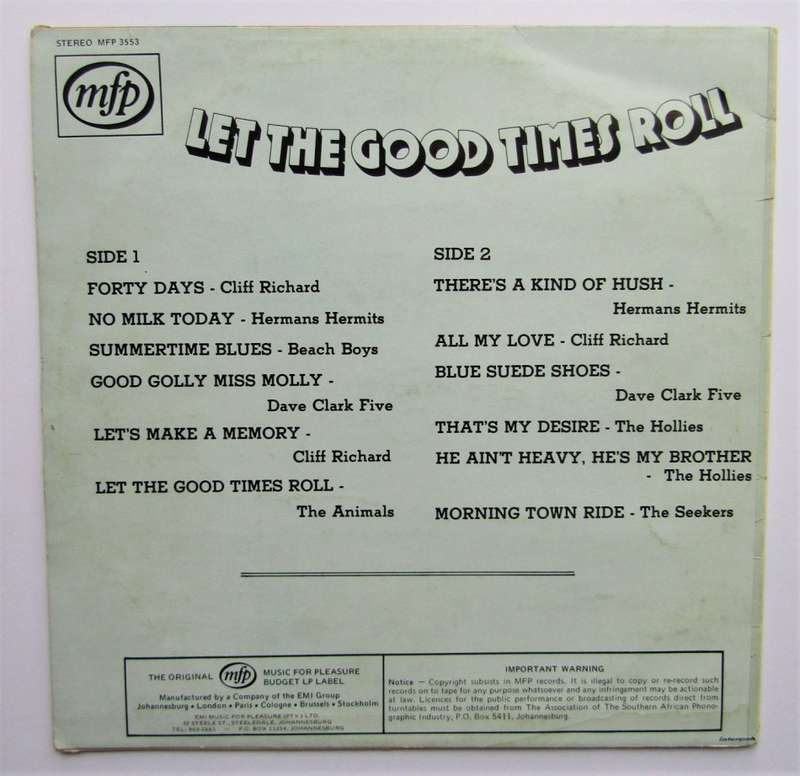 STEREO MFP 3553
mfp
LET THE GOOD TIMES ROLL
SIDE 1
FORTY DAYS - Cliff Richard
NO MILK TODAY - Hermans Hermits
SUMMERTIME BLUES - Beach Boys
GOOD GOLLY MISS MOLLY -
Dave Clark Five
LET'S MAKE A MEMORY -
Cliff Richard
LET THE GOOD TIMES ROLL -
The Animals
SIDE 2
THERE'S A KIND OF HUSH -
Hermans Hermits
ALL MY LOVE - Cliff Richard
BLUE SUEDE SHOES -
Dave Clark Five
THAT'S MY DESIRE - The Hollies
HE AIN'T HEAVY, HE'S MY BROTHER
- The Hollies
MORNING TOWN RIDE - The Seekers
THE ORIGINAL mfp MUSIC FOR PLEASURE
BUDGET LP LABEL
Manufactured by a Company of the EMI Group
Johannesburg • London • Paris • Cologne • Brussels • Stockholm
EMI MUSIC FOR PLEASURE (PTY.) LTD.
STEELE ST., STEELEDALE, JOHANNESBURG
P.O. BOX 11254, JOHANNESBURG
IMPORTANT WARNING
Notice — Copyright subsists in MFP records. It is illegal to copy or re-record such
records on to tape for any purpose whatsoever and any infringement may be actionable
at law. Licences for the public performance or broadcasting of records direct from
turntables must be obtained from The Association of The Southern African Phono-
graphic Industry, P.O. Box 5411, Johannesburg.